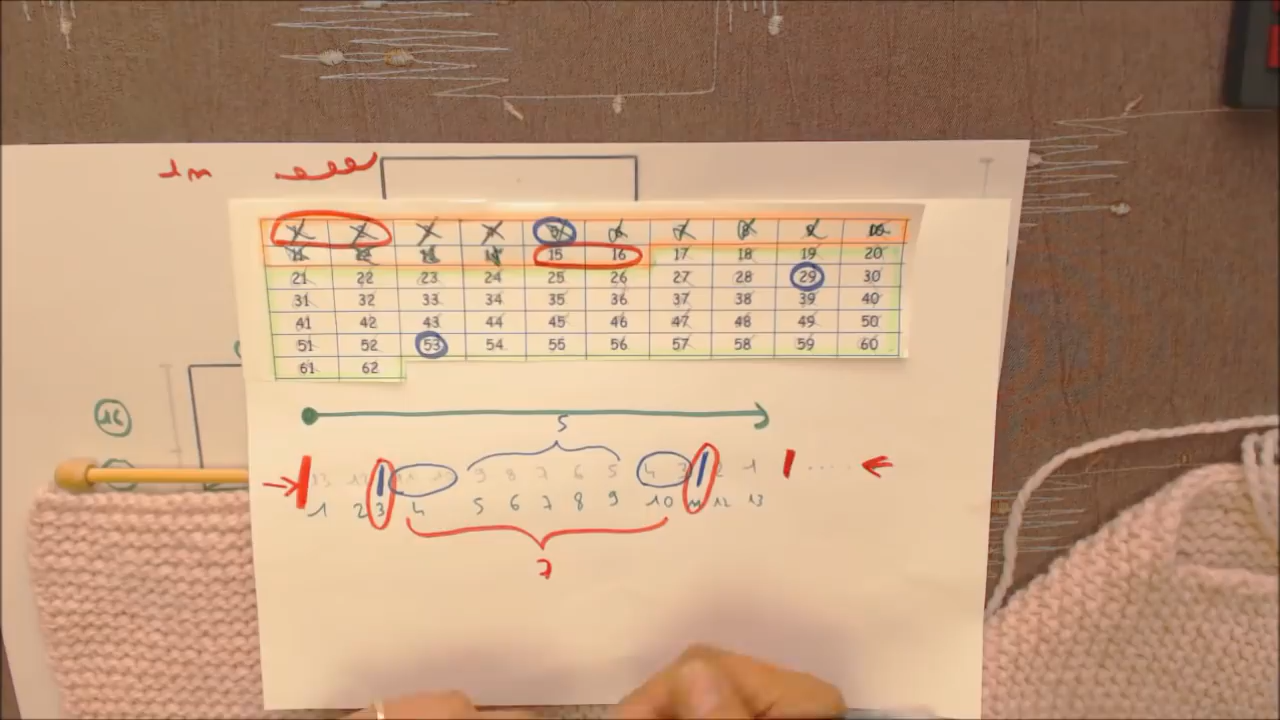 1m
15 16 17 18 19 20
21 22 23 24 25 26 27 28 29 30
31 32 33 34 35 36 37 38 39 40
41 42 43 44 45 46 47 48 49 50
51 52 53 54 55 56 57 58 59 60
61 62
16
5
13 12 9 8 7 6 5 4 3 2 1
1 2 3 4 5 6 7 8 9 10 11 12 13
7